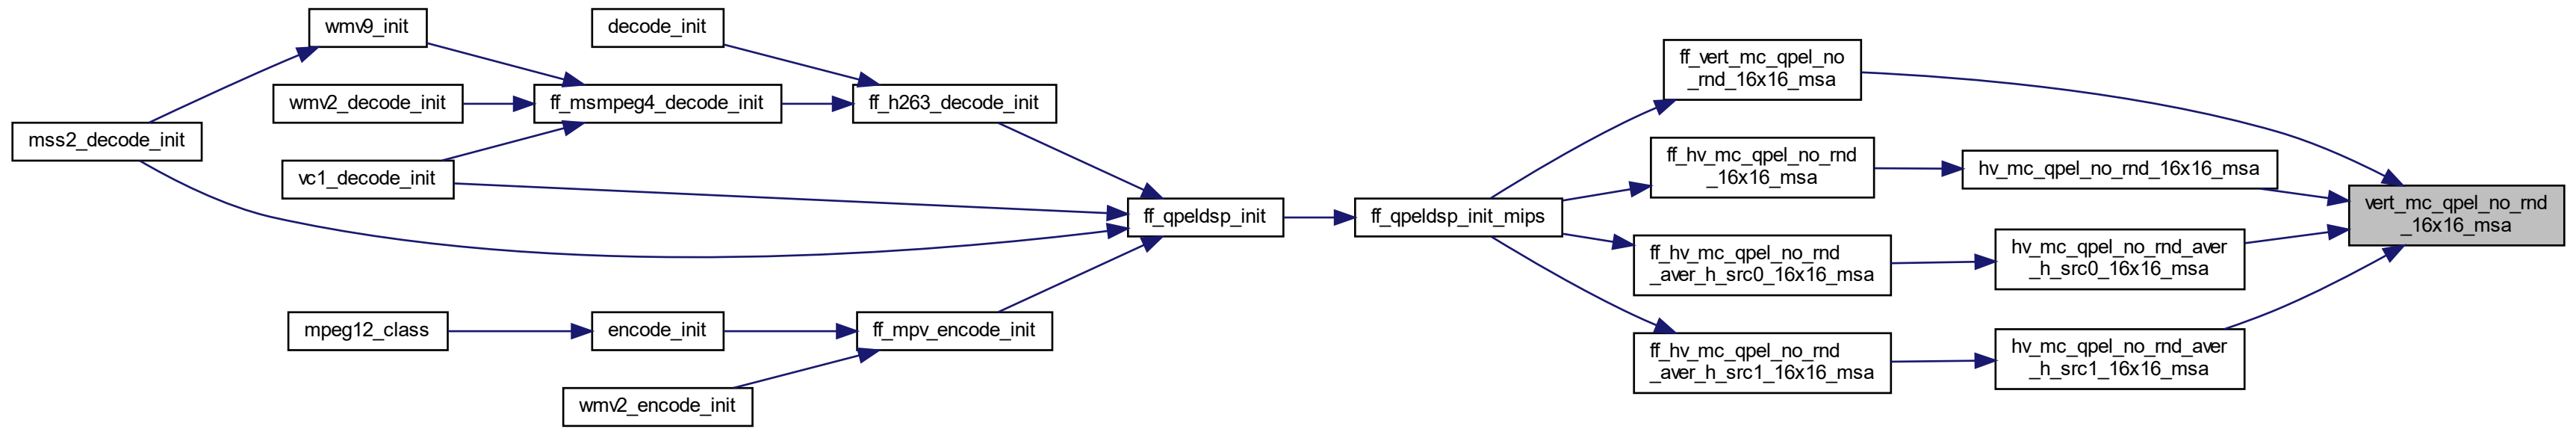 wmv9_init
decode_init
wmv2_decode_init
ff_msmpeg4_decode_init
ff_h263_decode_init
mss2_decode_init
vc1_decode_init
ff_qpeldsp_init
ff_qpeldsp_init_mips
mpeg12_class
encode_init
ff_mpv_encode_init
wmv2_encode_init
ff_vert_mc_qpel_no
_rnd_16x16_msa
ff_hv_mc_qpel_no_rnd
_16x16_msa
hv_mc_qpel_no_rnd_16x16_msa
ff_hv_mc_qpel_no_rnd
_aver_h_src0_16x16_msa
hv_mc_qpel_no_rnd_aver
_h_src0_16x16_msa
ff_hv_mc_qpel_no_rnd
_aver_h_src1_16x16_msa
hv_mc_qpel_no_rnd_aver
_h_src1_16x16_msa
vert_mc_qpel_no_rnd
_16x16_msa